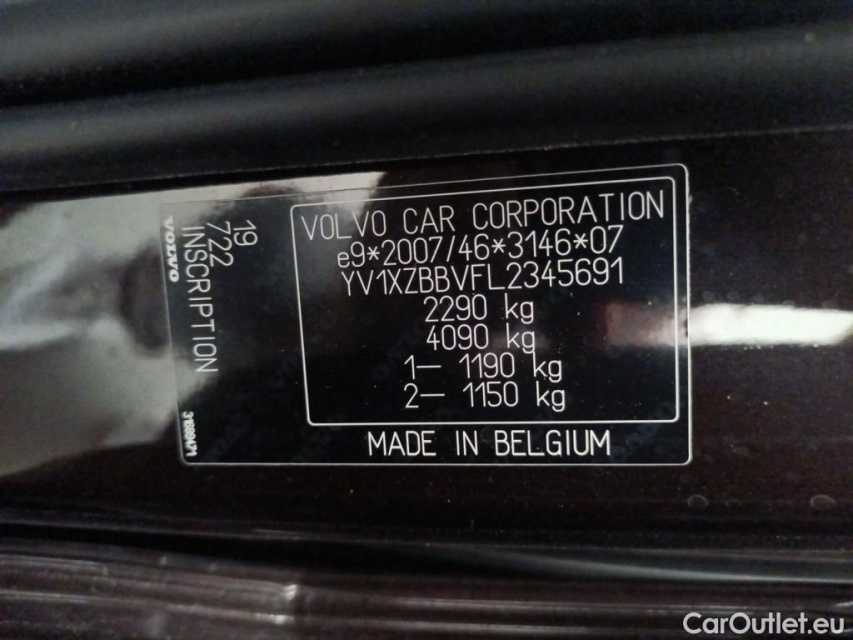 VOLVO
19
722
INSCRIPTION
VOLVO CAR CORPORATION
e9*2007/46*3146*07
YV1XZBBVFL2345691
2290 kg
4090 kg
1– 1190 kg
2– 1150 kg
MADE IN BELGIUM
CarOutlet.eu